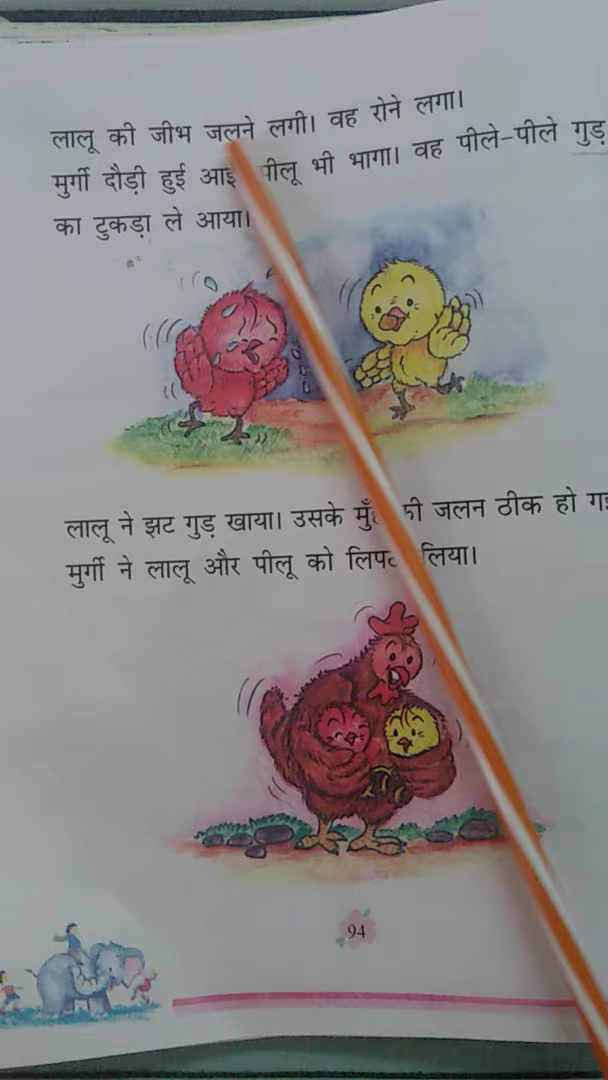 लालू की जीभ जलने लगी। वह रोने लगा।
मुर्गी दौड़ी हुई पीलू भी भागा। वह पीले-पीले गुड़
का टुकड़ा ले आया।
लालू ने झट गुड़ खाया। उसके की जलन ठीक हो
मुर्गी ने लालू और पीलू को लिया।
94